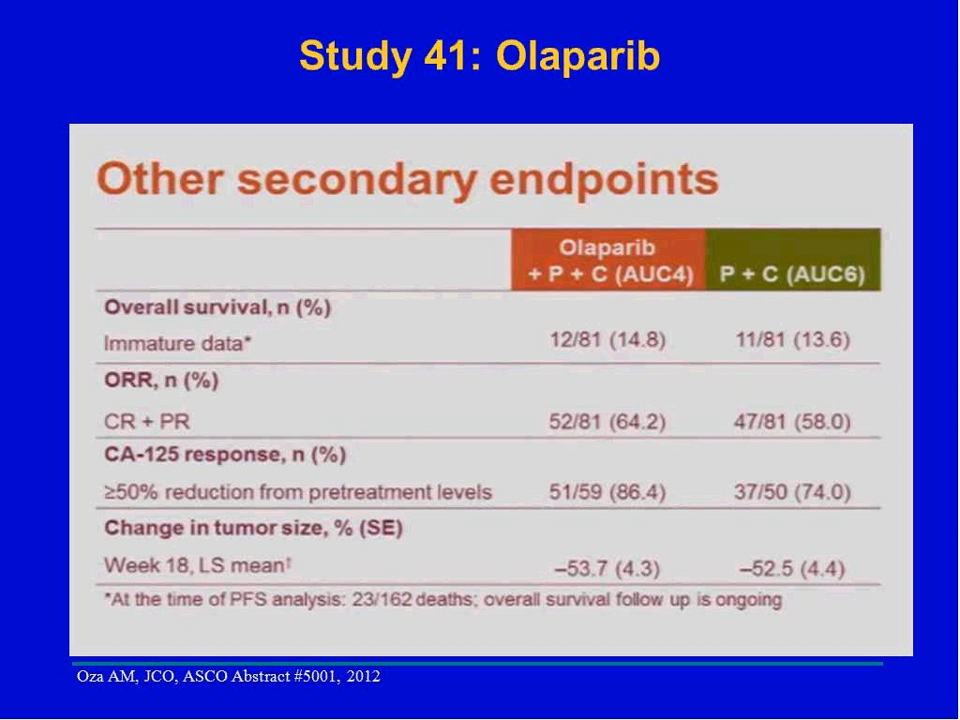 Study 41: Olaparib
Other secondary endpoints
Olaparib
+ P + C (AUC4) P + C (AUC6)
Overall survival, n (%)
Immature data* 12/81 (14.8) 11/81 (13.6)
ORR, n (%)
CR + PR 52/81 (64.2) 47/81 (58.0)
CA-125 response, n (%)
≥50% reduction from pretreatment levels 51/59 (86.4) 37/50 (74.0)
Change in tumor size, % (SE)
Week 18, LS mean† –53.7 (4.3) –52.5 (4.4)
*At the time of PFS analysis: 23/162 deaths; overall survival follow up is ongoing
Oza AM, JCO, ASCO Abstract #5001, 2012